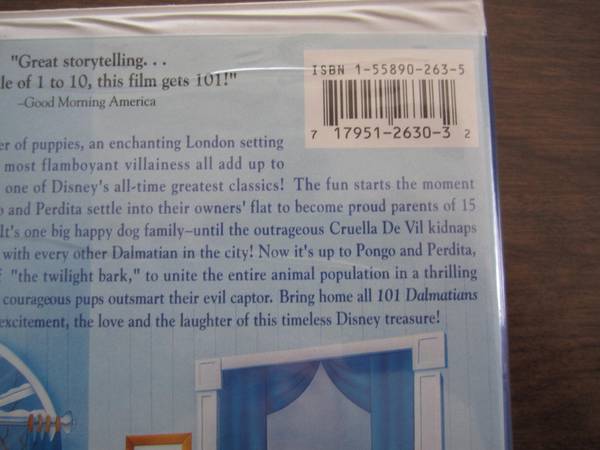 "Great storytelling. . .
le of 1 to 10, this film gets 101!"
–Good Morning America
ISBN 1-55890-263-5
7 17951-2630-3 2
er of puppies, an enchanting London setting
most flamboyant villainess all add up to
one of Disney's all-time greatest classics! The fun starts the moment
and Perdita settle into their owners' flat to become proud parents of 15
It's one big happy dog family–until the outrageous Cruella De Vil kidnaps
with every other Dalmatian in the city! Now it's up to Pongo and Perdita,
"the twilight bark," to unite the entire animal population in a thrilling
courageous pups outsmart their evil captor. Bring home all 101 Dalmatians
excitement, the love and the laughter of this timeless Disney treasure!